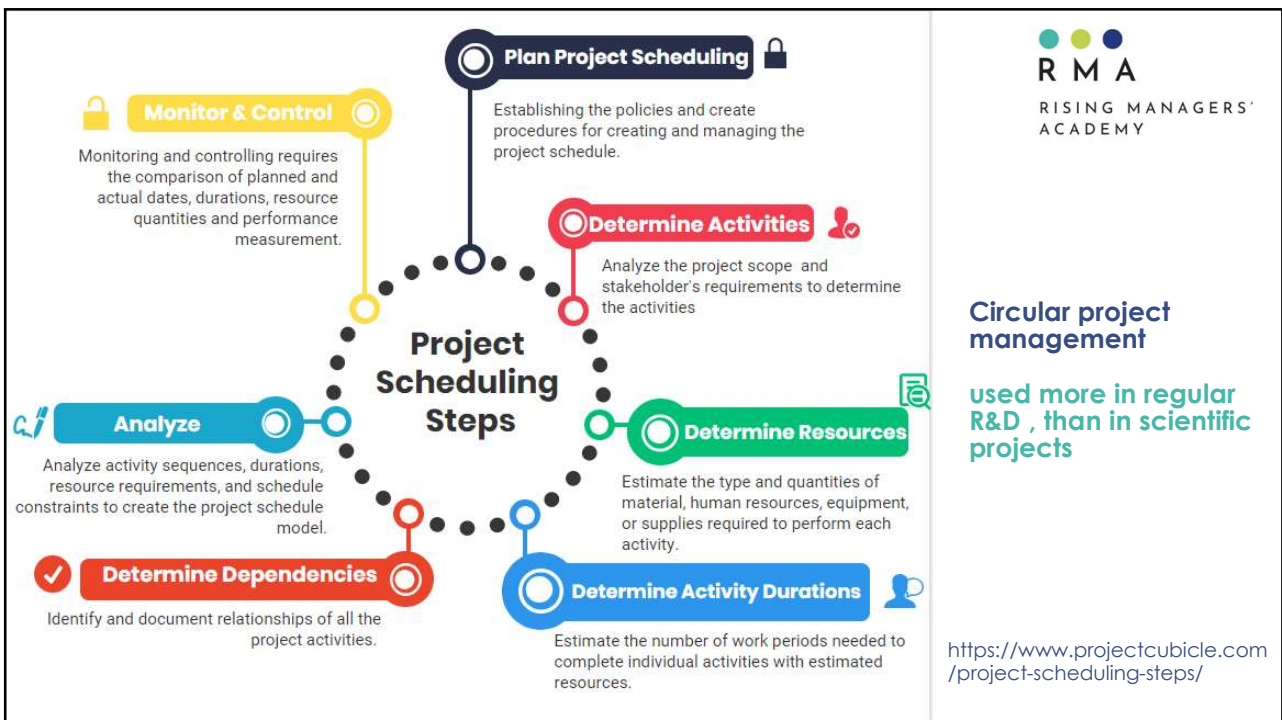 Plan Project Scheduling
Establishing the policies and create
procedures for creating and managing the
project schedule.
Determine Activities
Analyze the project scope and
stakeholder's requirements to determine
the activities
Determine Resources
Estimate the type and quantities of
material, human resources, equipment,
or supplies required to perform each
activity.
Determine Activity Durations
Estimate the number of work periods needed to
complete individual activities with estimated
resources.
Determine Dependencies
Identify and document relationships of all the
project activities.
Analyze
Analyze activity sequences, durations,
resource requirements, and schedule
constraints to create the project schedule
model.
Monitor & Control
Monitoring and controlling requires
the comparison of planned and
actual dates, durations, resource
quantities and performance
measurement.
Project
Scheduling
Steps
RMA
RISING MANAGERS'
ACADEMY
Circular project
management
used more in regular
R&D , than in scientific
projects
https://www.projectcubicle.com
/project-scheduling-steps/